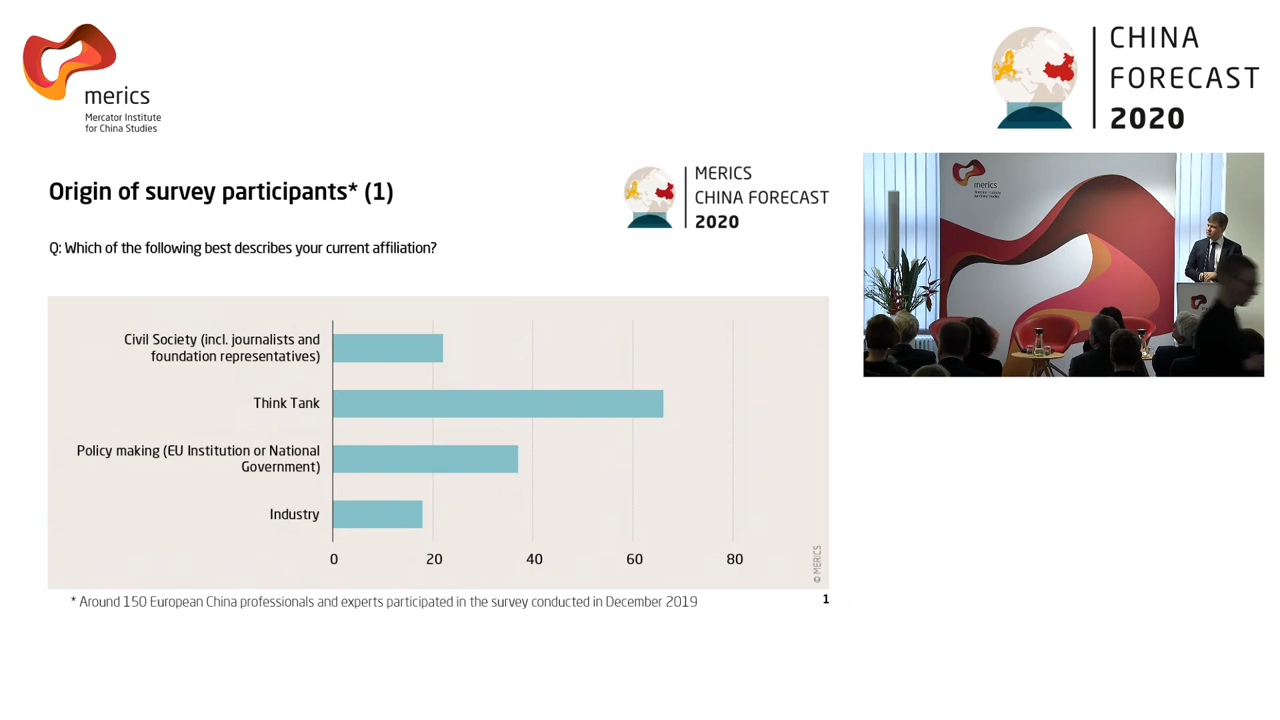 merics
Mercator Institute
for China Studies
CHINA
FORECAST
2020
Origin of survey participants* (1)
MERICS
CHINA FORECAST
2020
Q: Which of the following best describes your current affiliation?
Civil Society (incl. journalists and
foundation representatives)
Think Tank
Policy making (EU Institution or National
Government)
Industry
0 20 40 60 80
© MERICS
* Around 150 European China professionals and experts participated in the survey conducted in December 2019
1
merics